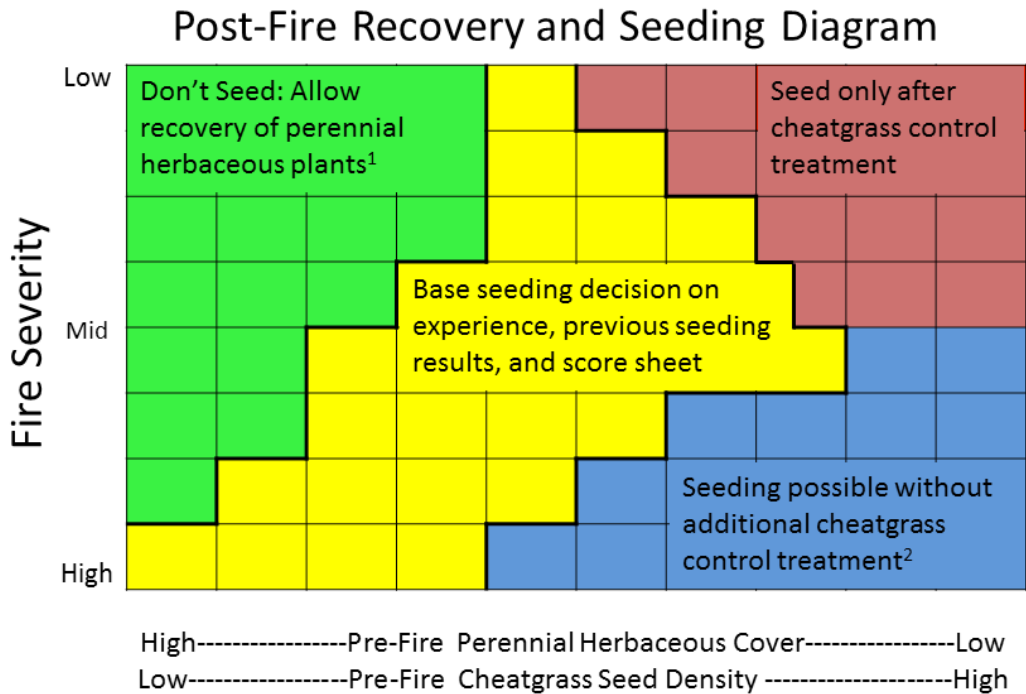 Post-Fire Recovery and Seeding Diagram
Low
Don’t Seed: Allow
recovery of perennial
herbaceous plants¹
Seed only after
cheatgrass control
treatment
Fire Severity
Mid
Base seeding decision on
experience, previous seeding
results, and score sheet
Seeding possible without
additional cheatgrass
control treatment²
High
High-----------------Pre-Fire Perennial Herbaceous Cover-----------------Low
Low-----------------Pre-Fire Cheatgrass Seed Density -----------------High